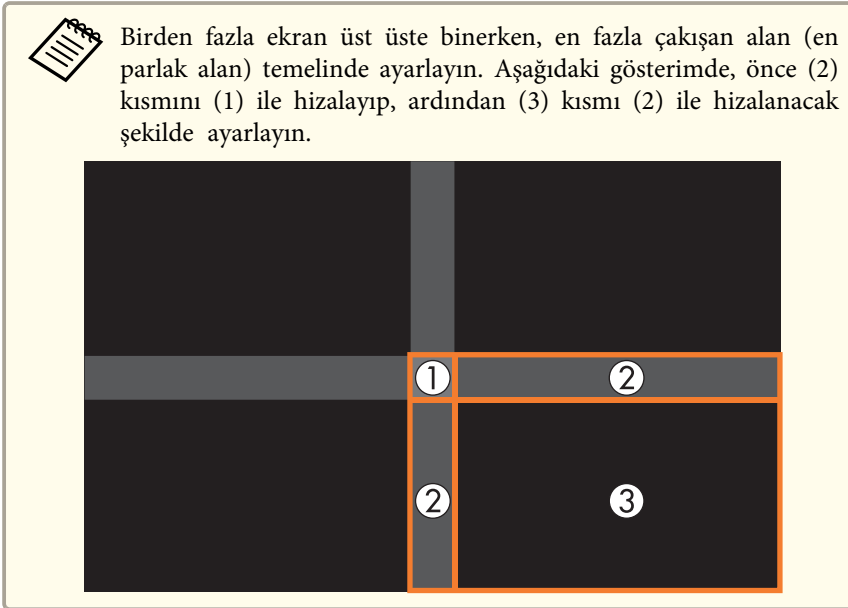 Birden fazla ekran üst üste binerken, en fazla çakışan alan (en
parlak alan) temelinde ayarlayın. Aşağıdaki gösterimde, önce (2)
kısmını (1) ile hizalayıp, ardından (3) kısmı (2) ile hizalanacak
şekilde ayarlayın.
1 2
2 3